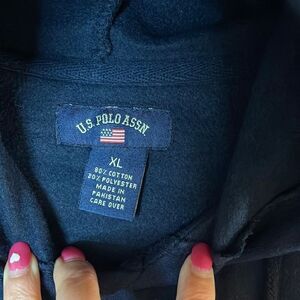 U.S. POLO ASSN.
XL
80% COTTON
20% POLYESTER
MADE IN
PAKISTAN
CARE OVER